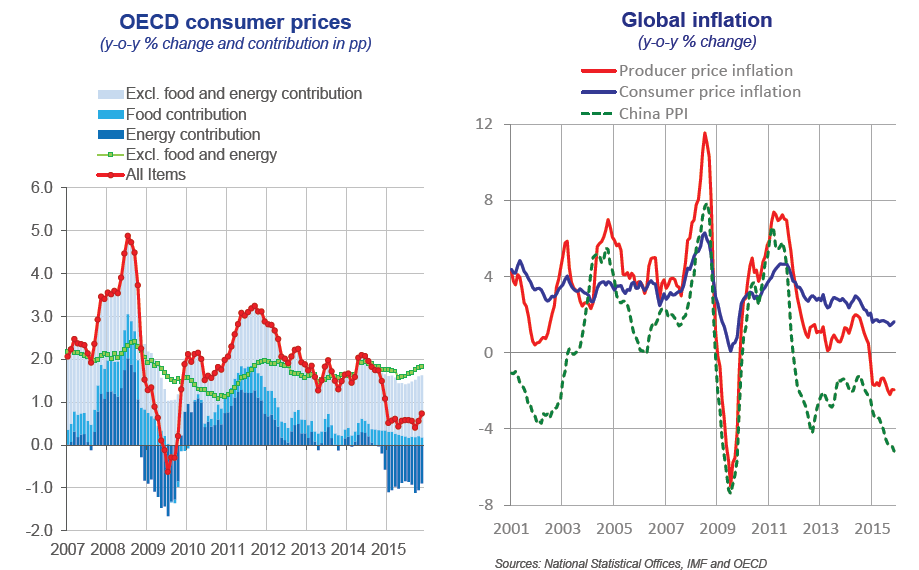 OECD consumer prices
(y-o-y % change and contribution in pp)
Excl. food and energy contribution
Food contribution
Energy contribution
Excl. food and energy
All Items
6.0
5.0
4.0
3.0
2.0
1.0
0.0
-1.0
-2.0
2007 2008 2009 2010 2011 2012 2013 2014 2015
Global inflation
(y-o-y % change)
Producer price inflation
Consumer price inflation
China PPI
12
8
4
0
-4
-8
2001 2003 2005 2007 2009 2011 2013 2015
Sources: National Statistical Offices, IMF and OECD